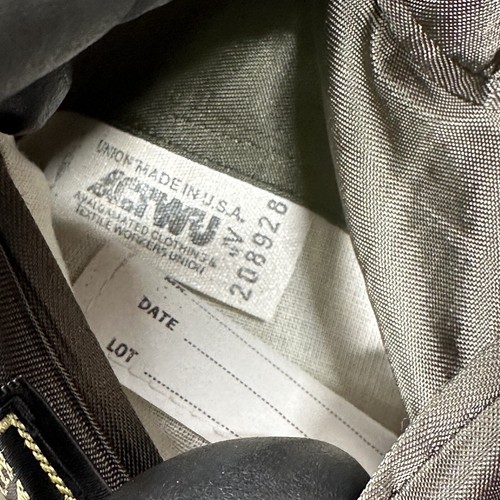 UNION MADE IN U.S.A.
ACTWU
AMALGAMATED CLOTHING &
TEXTILE WORKERS UNION
"V"
208928
DATE
LOT